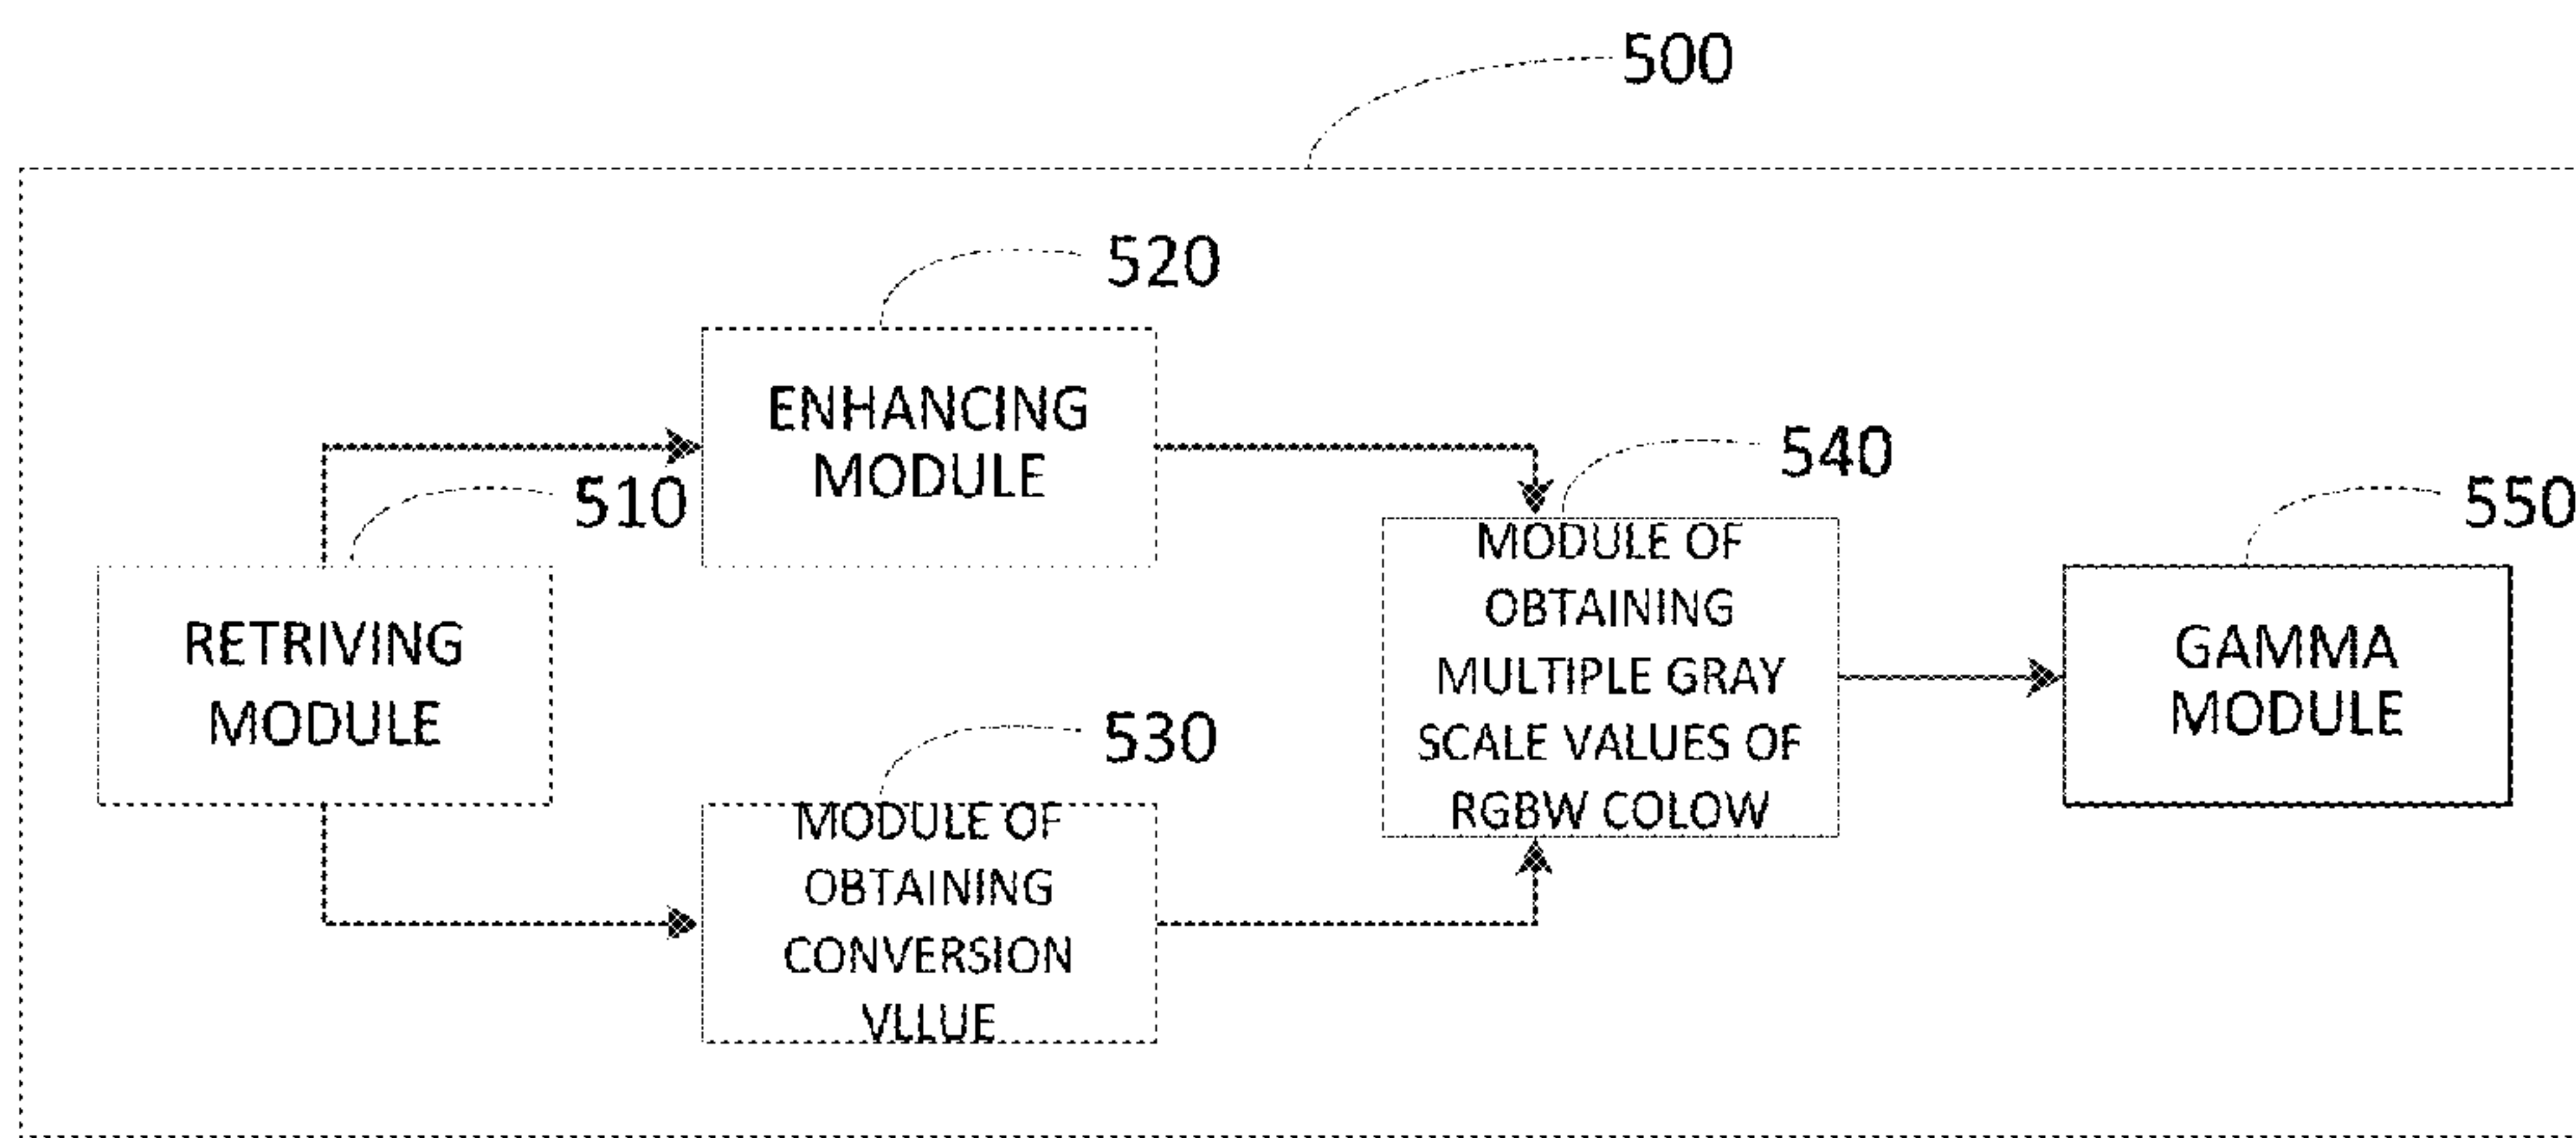 500
520
ENHANCING
MODULE
510
RETRIVING
MODULE
530
MODULE OF
OBTAINING
CONVERSION
VLLUE
540
MODULE OF
OBTAINING
MULTIPLE GRAY
SCALE VALUES OF
RGBW COLOW
550
GAMMA
MODULE